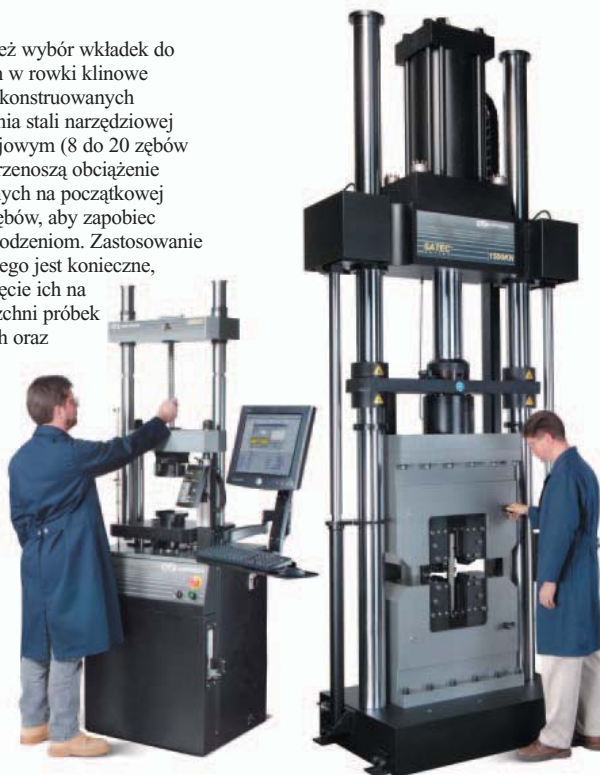 eż wybór wkładek do
w rowki klinowe
konstruowanych
nia stali narzędziowej
jowym (8 do 20 zębów
rzenoszą obciążenie
nych na początkowej
ębów, aby zapobiec
odzeniom. Zastosowanie
ego jest konieczne,
ęcie ich na
zchni próbek
h oraz
SATEC
1500KN